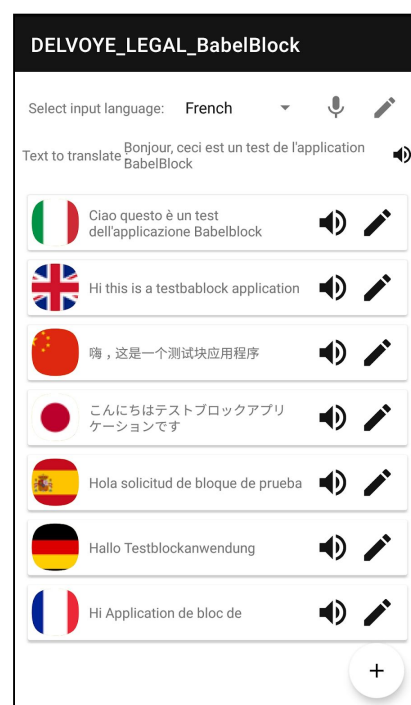 DELVOYE_LEGAL_BabelBlock
Select input language: French
Text to translate Bonjour, ceci est un test de l'application
BabelBlock
Ciao questo è un test
dell'applicazione Babelblock
Hi this is a testbablock application
嗨，这是一个测试块应用程序
こんにちはテストブロックアプリ
ケーションです
Hola solicitud de bloque de prueba
Hallo Testblockanwendung
Hi Application de bloc de